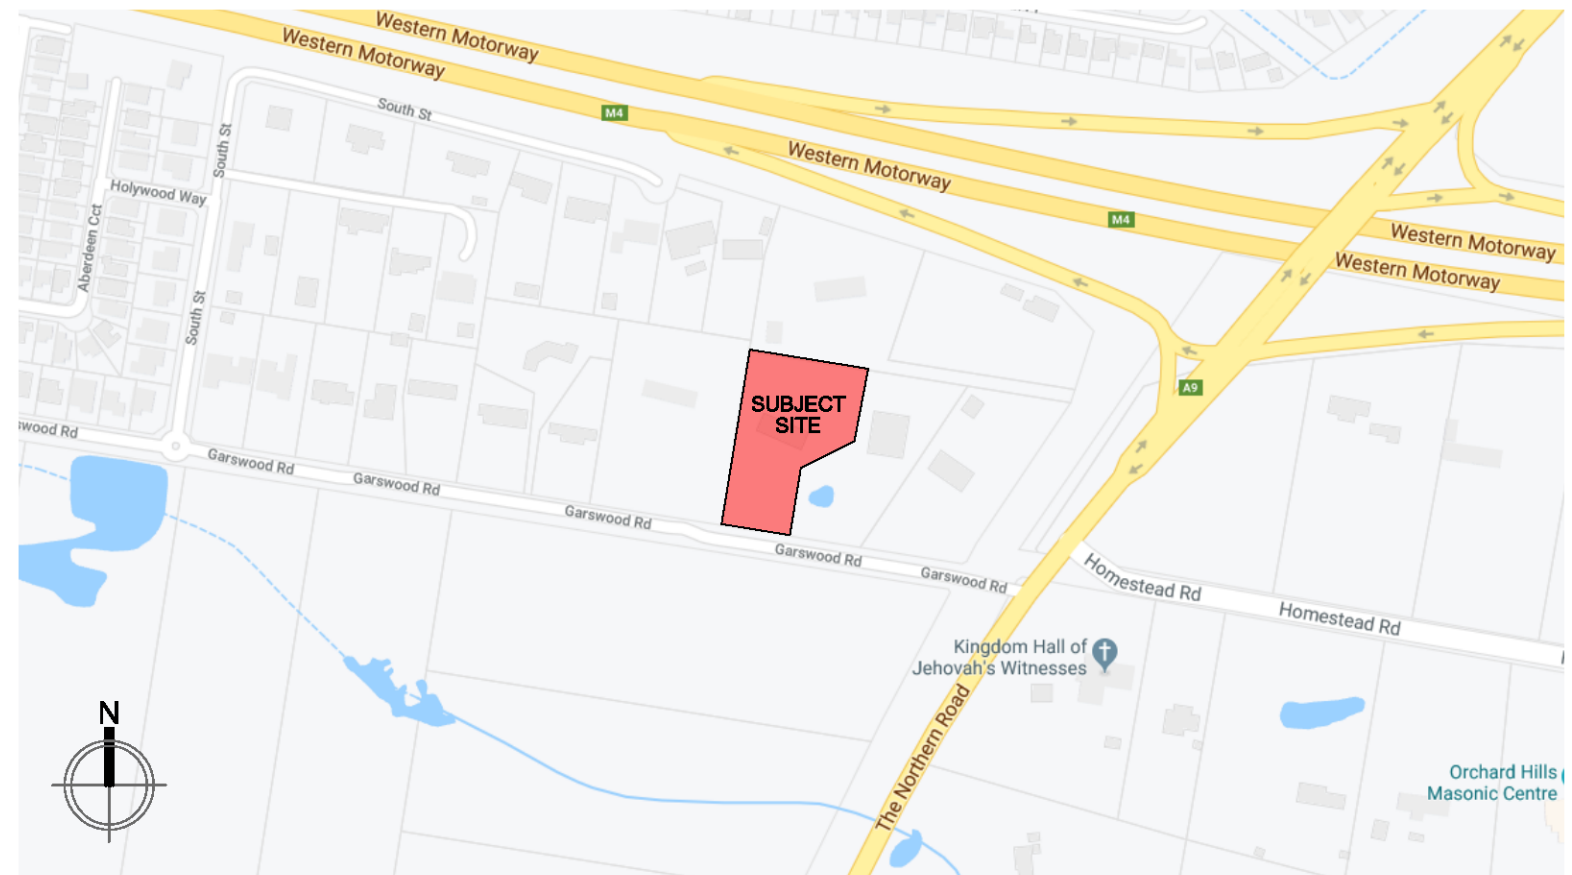 Western Motorway
Western Motorway
South St
M4
South St
Western Motorway
Holywood Way
M4
Western Motorway
Aberdeen Cct
Western Motorway
South St
A9
SUBJECT
SITE
Garswood Rd
Garswood Rd
Garswood Rd
Garswood Rd
Garswood Rd
Homestead Rd
Homestead Rd
Kingdom Hall of
Jehovah's Witnesses
N
The Northern Road
Orchard Hills
Masonic Centre